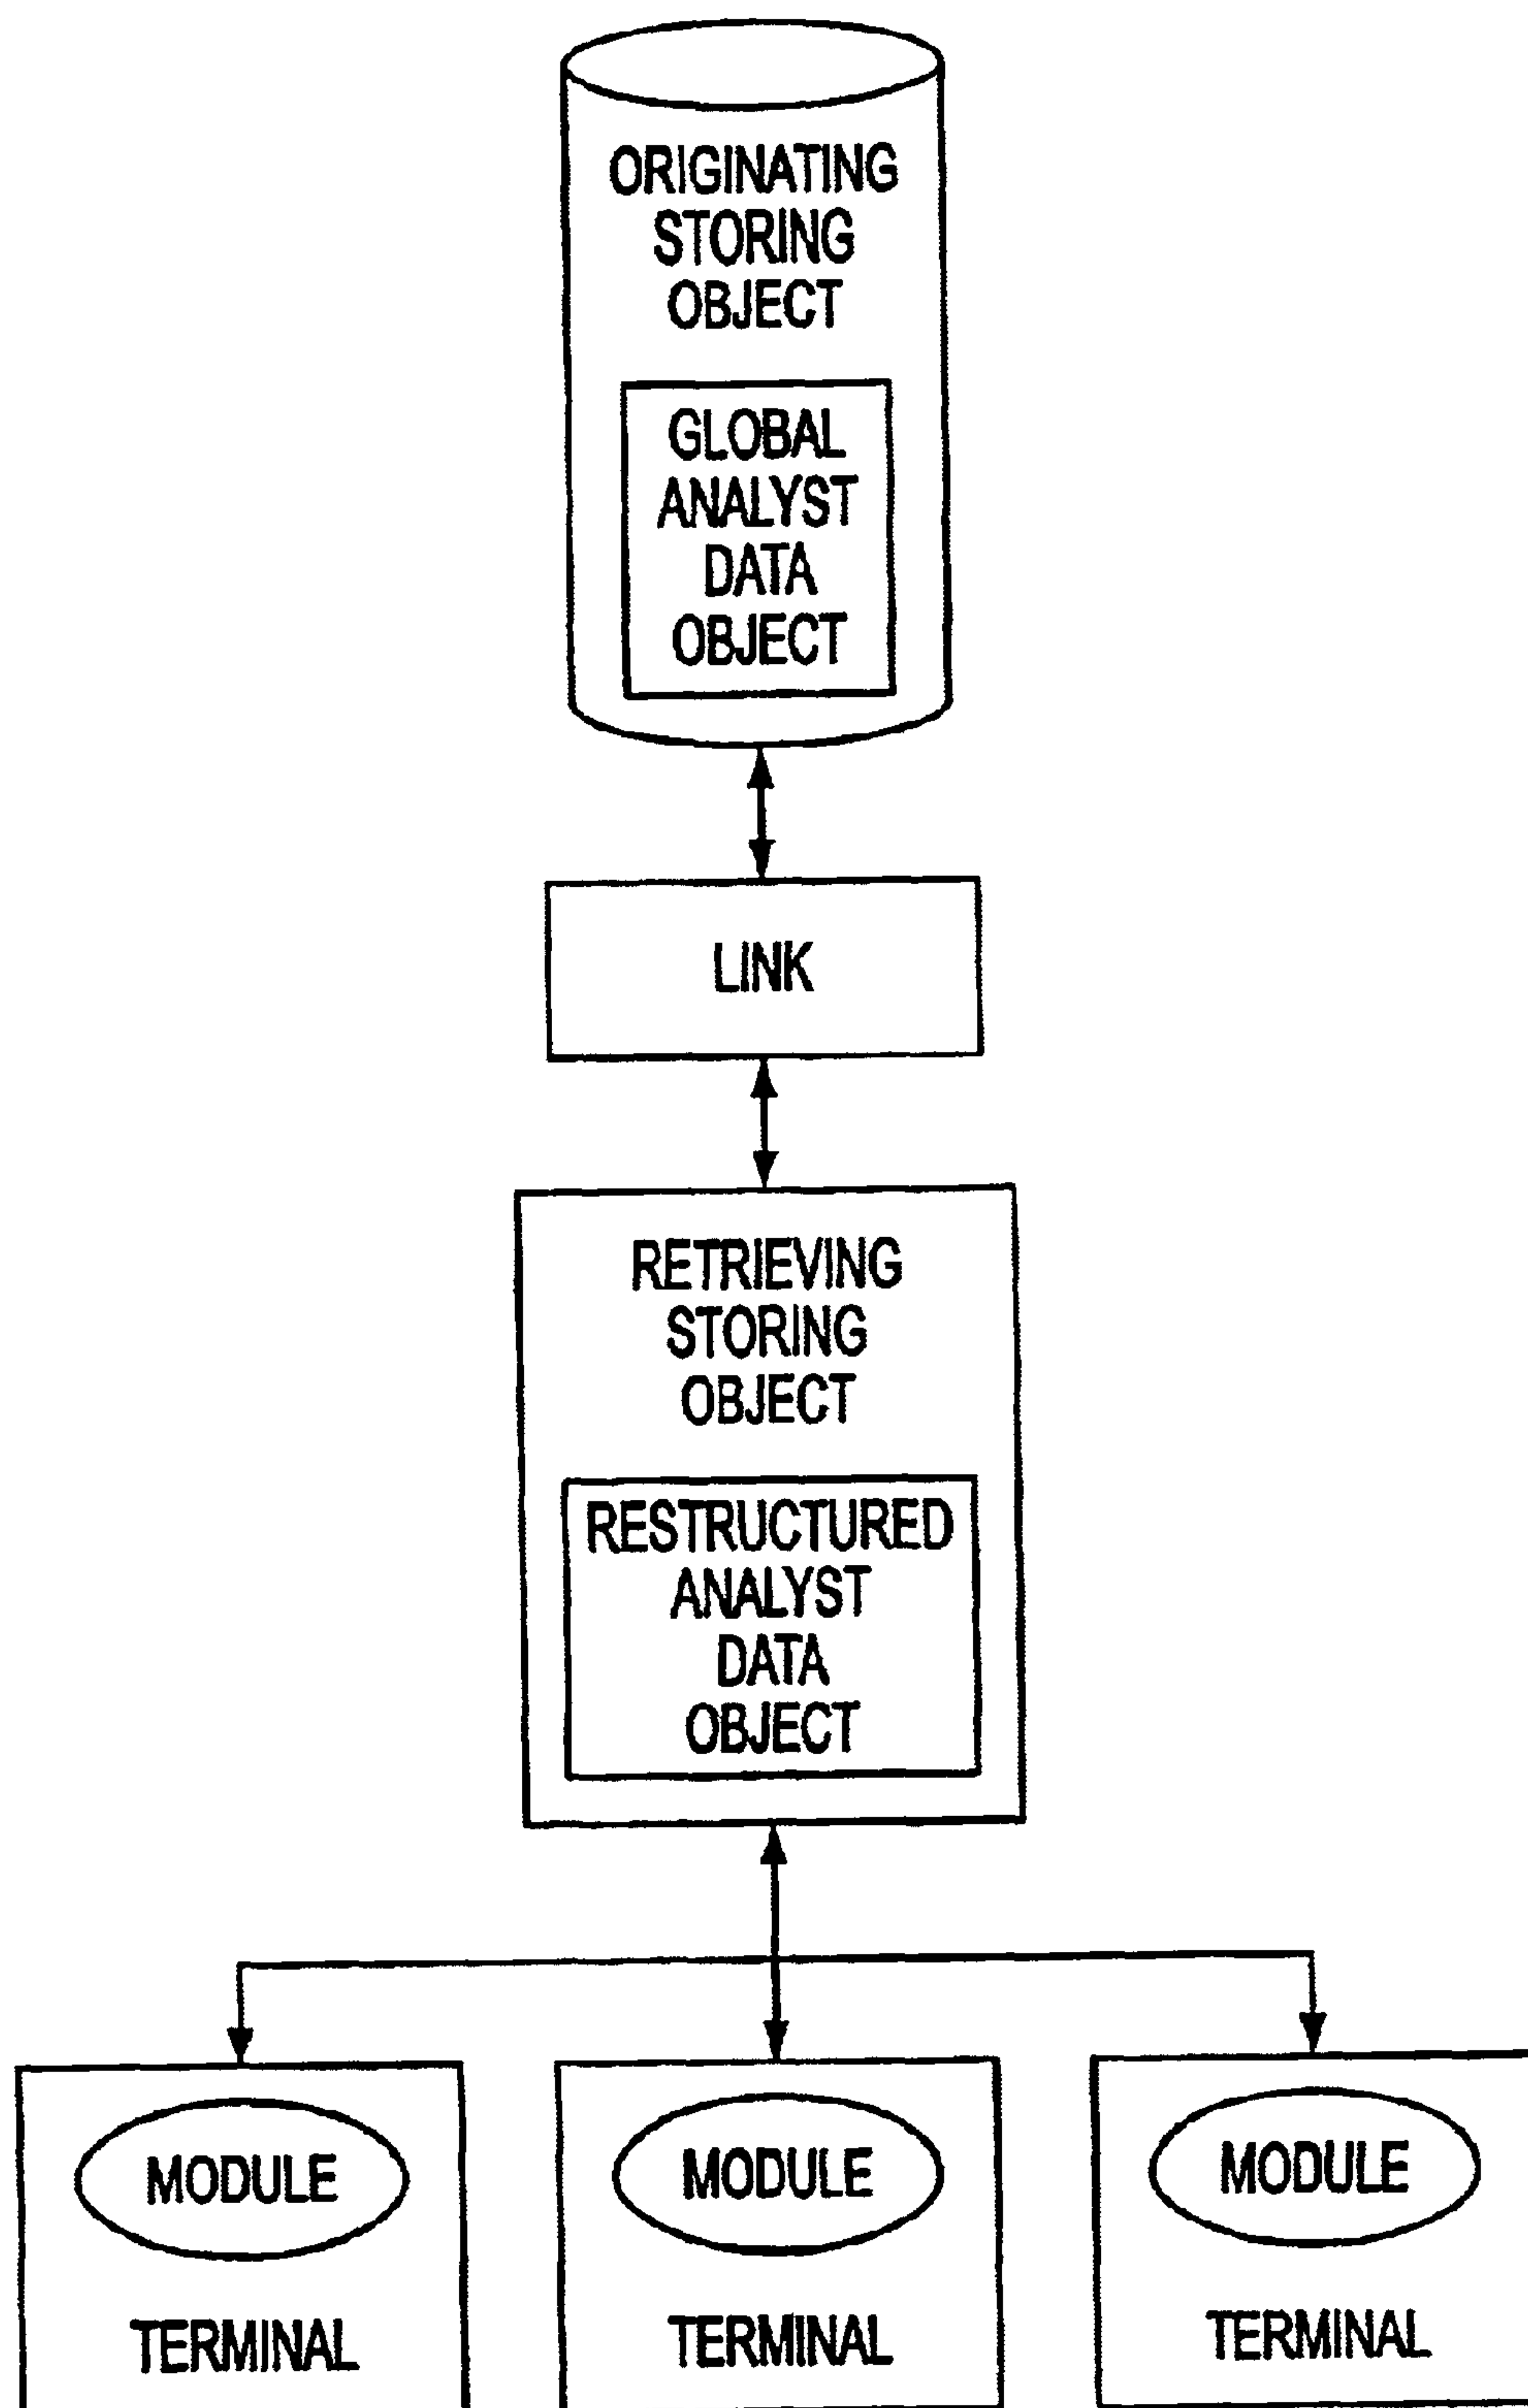 ORIGINATING
STORING
OBJECT
GLOBAL
ANALYST
DATA
OBJECT
LINK
RETRIEVING
STORING
OBJECT
RESTRUCTURED
ANALYST
DATA
OBJECT
MODULE
MODULE
MODULE
TERMINAL
TERMINAL
TERMINAL